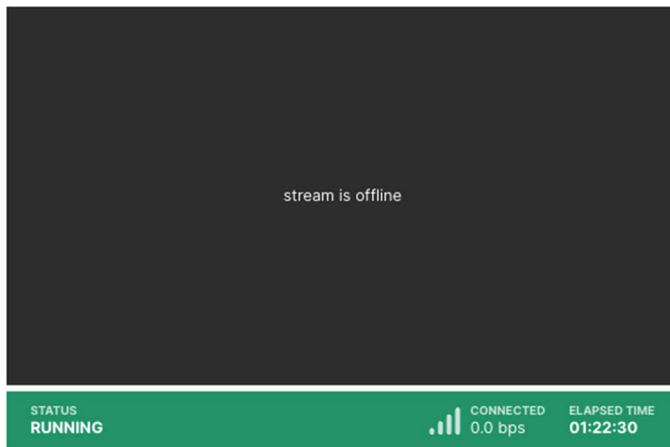 stream is offline
STATUS
RUNNING
CONNECTED
0.0 bps
ELAPSED TIME
01:22:30